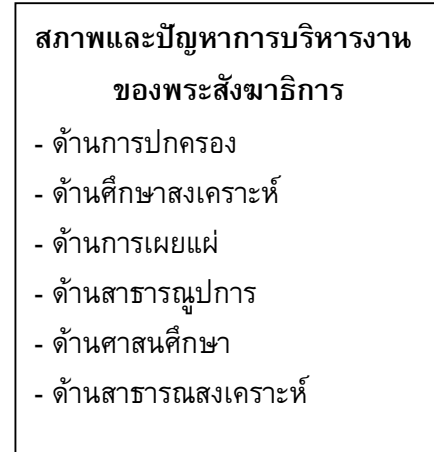 สภาพและปัญหาการบริหารงาน
ของพระสังฆาธิการ
- ด้านการปกครอง
- ด้านศึกษาสงเคราะห์
- ด้านการเผยแผ่
- ด้านสาธารณูปการ
- ด้านศาสนศึกษา
- ด้านสาธารณสงเคราะห์